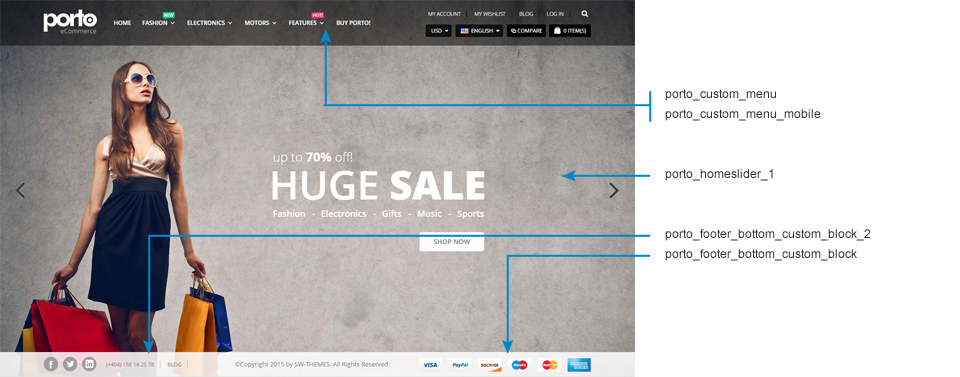 MY ACCOUNT MY WISHLIST BLOG LOG IN
porto
eCommerce
NEW HOT!
HOME FASHION ELECTRONICS MOTORS FEATURES BUY PORTO!
USD ENGLISH COMPARE 0 ITEM(S)
porto_custom_menu
porto_custom_menu_mobile
up to 70% off!
HUGE SALE
porto_homeslider_1
Fashion - Electronics - Gifts - Music - Sports
SHOP NOW
porto_footer_bottom_custom_block_2
porto_footer_bottom_custom_block
(+404) 158 14 25 78 | BLOG |
©Copyright 2015 by SW-THEMES. All Rights Reserved.
VISA PayPal DISCOVER